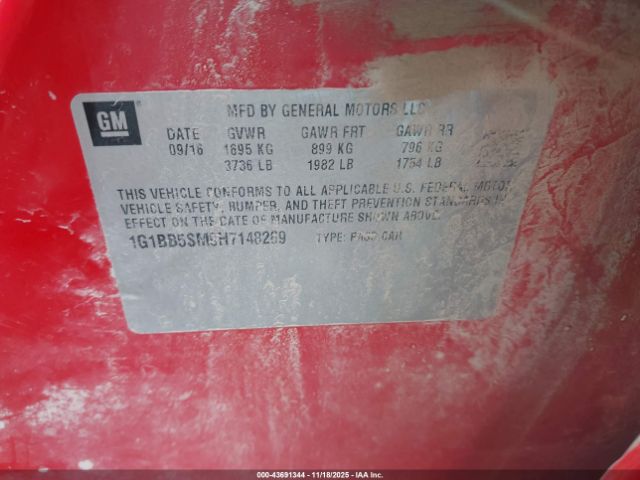 GM
MFD BY GENERAL MOTORS LLC
DATE GVWR GAWR FRT GAWR RR
09/16 1695 KG 899 KG 796 KG
3736 LB 1982 LB 1754 LB
THIS VEHICLE CONFORMS TO ALL APPLICABLE U.S. FEDERAL MOTOR
VEHICLE SAFETY, BUMPER, AND THEFT PREVENTION STANDARDS IN
EFFECT ON THE DATE OF MANUFACTURE SHOWN ABOVE.
TYPE: PASS CAR
000-43691344 | 11/18/2025 - IAAI.COM